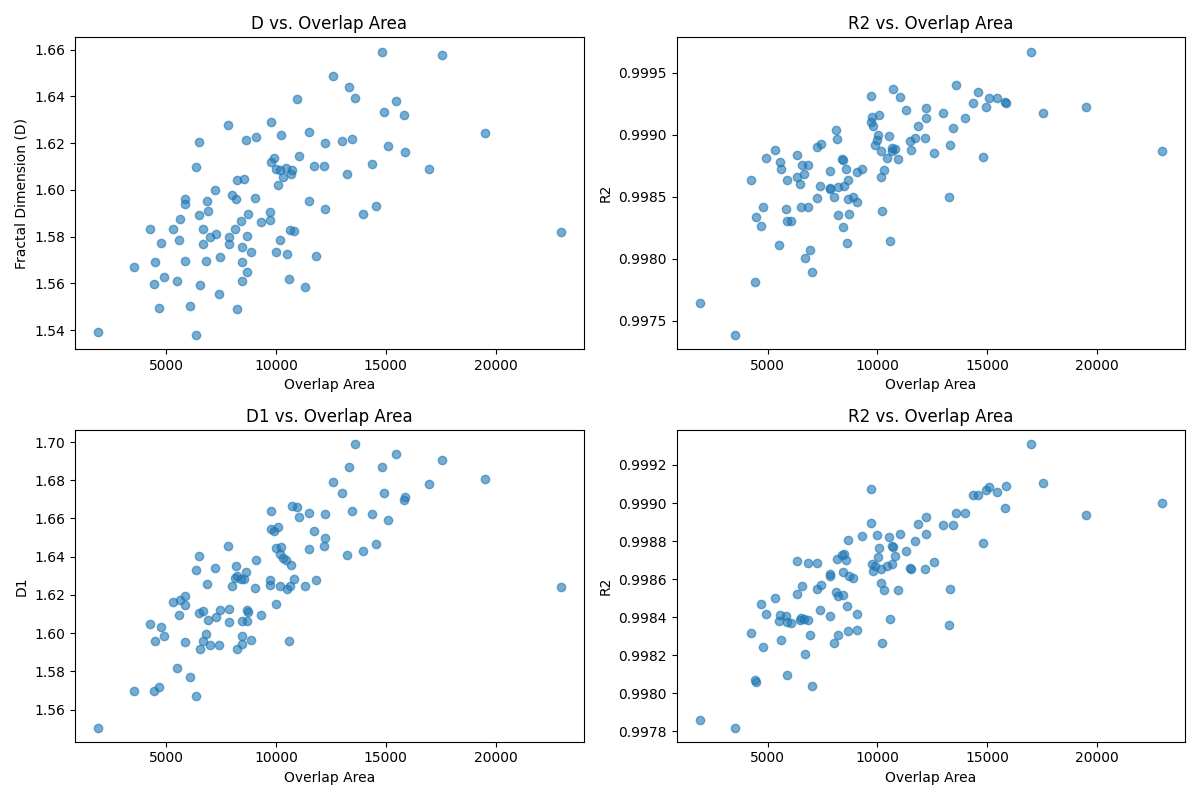 D vs. Overlap Area
Fractal Dimension (D)
1.66
1.64
1.62
1.60
1.58
1.56
1.54
5000 10000 15000 20000
Overlap Area
R2 vs. Overlap Area
R2
0.9995
0.9990
0.9985
0.9980
0.9975
5000 10000 15000 20000
Overlap Area
D1 vs. Overlap Area
D1
1.70
1.68
1.66
1.64
1.62
1.60
1.58
1.56
5000 10000 15000 20000
Overlap Area
R2 vs. Overlap Area
R2
0.9992
0.9990
0.9988
0.9986
0.9984
0.9982
0.9980
0.9978
5000 10000 15000 20000
Overlap Area